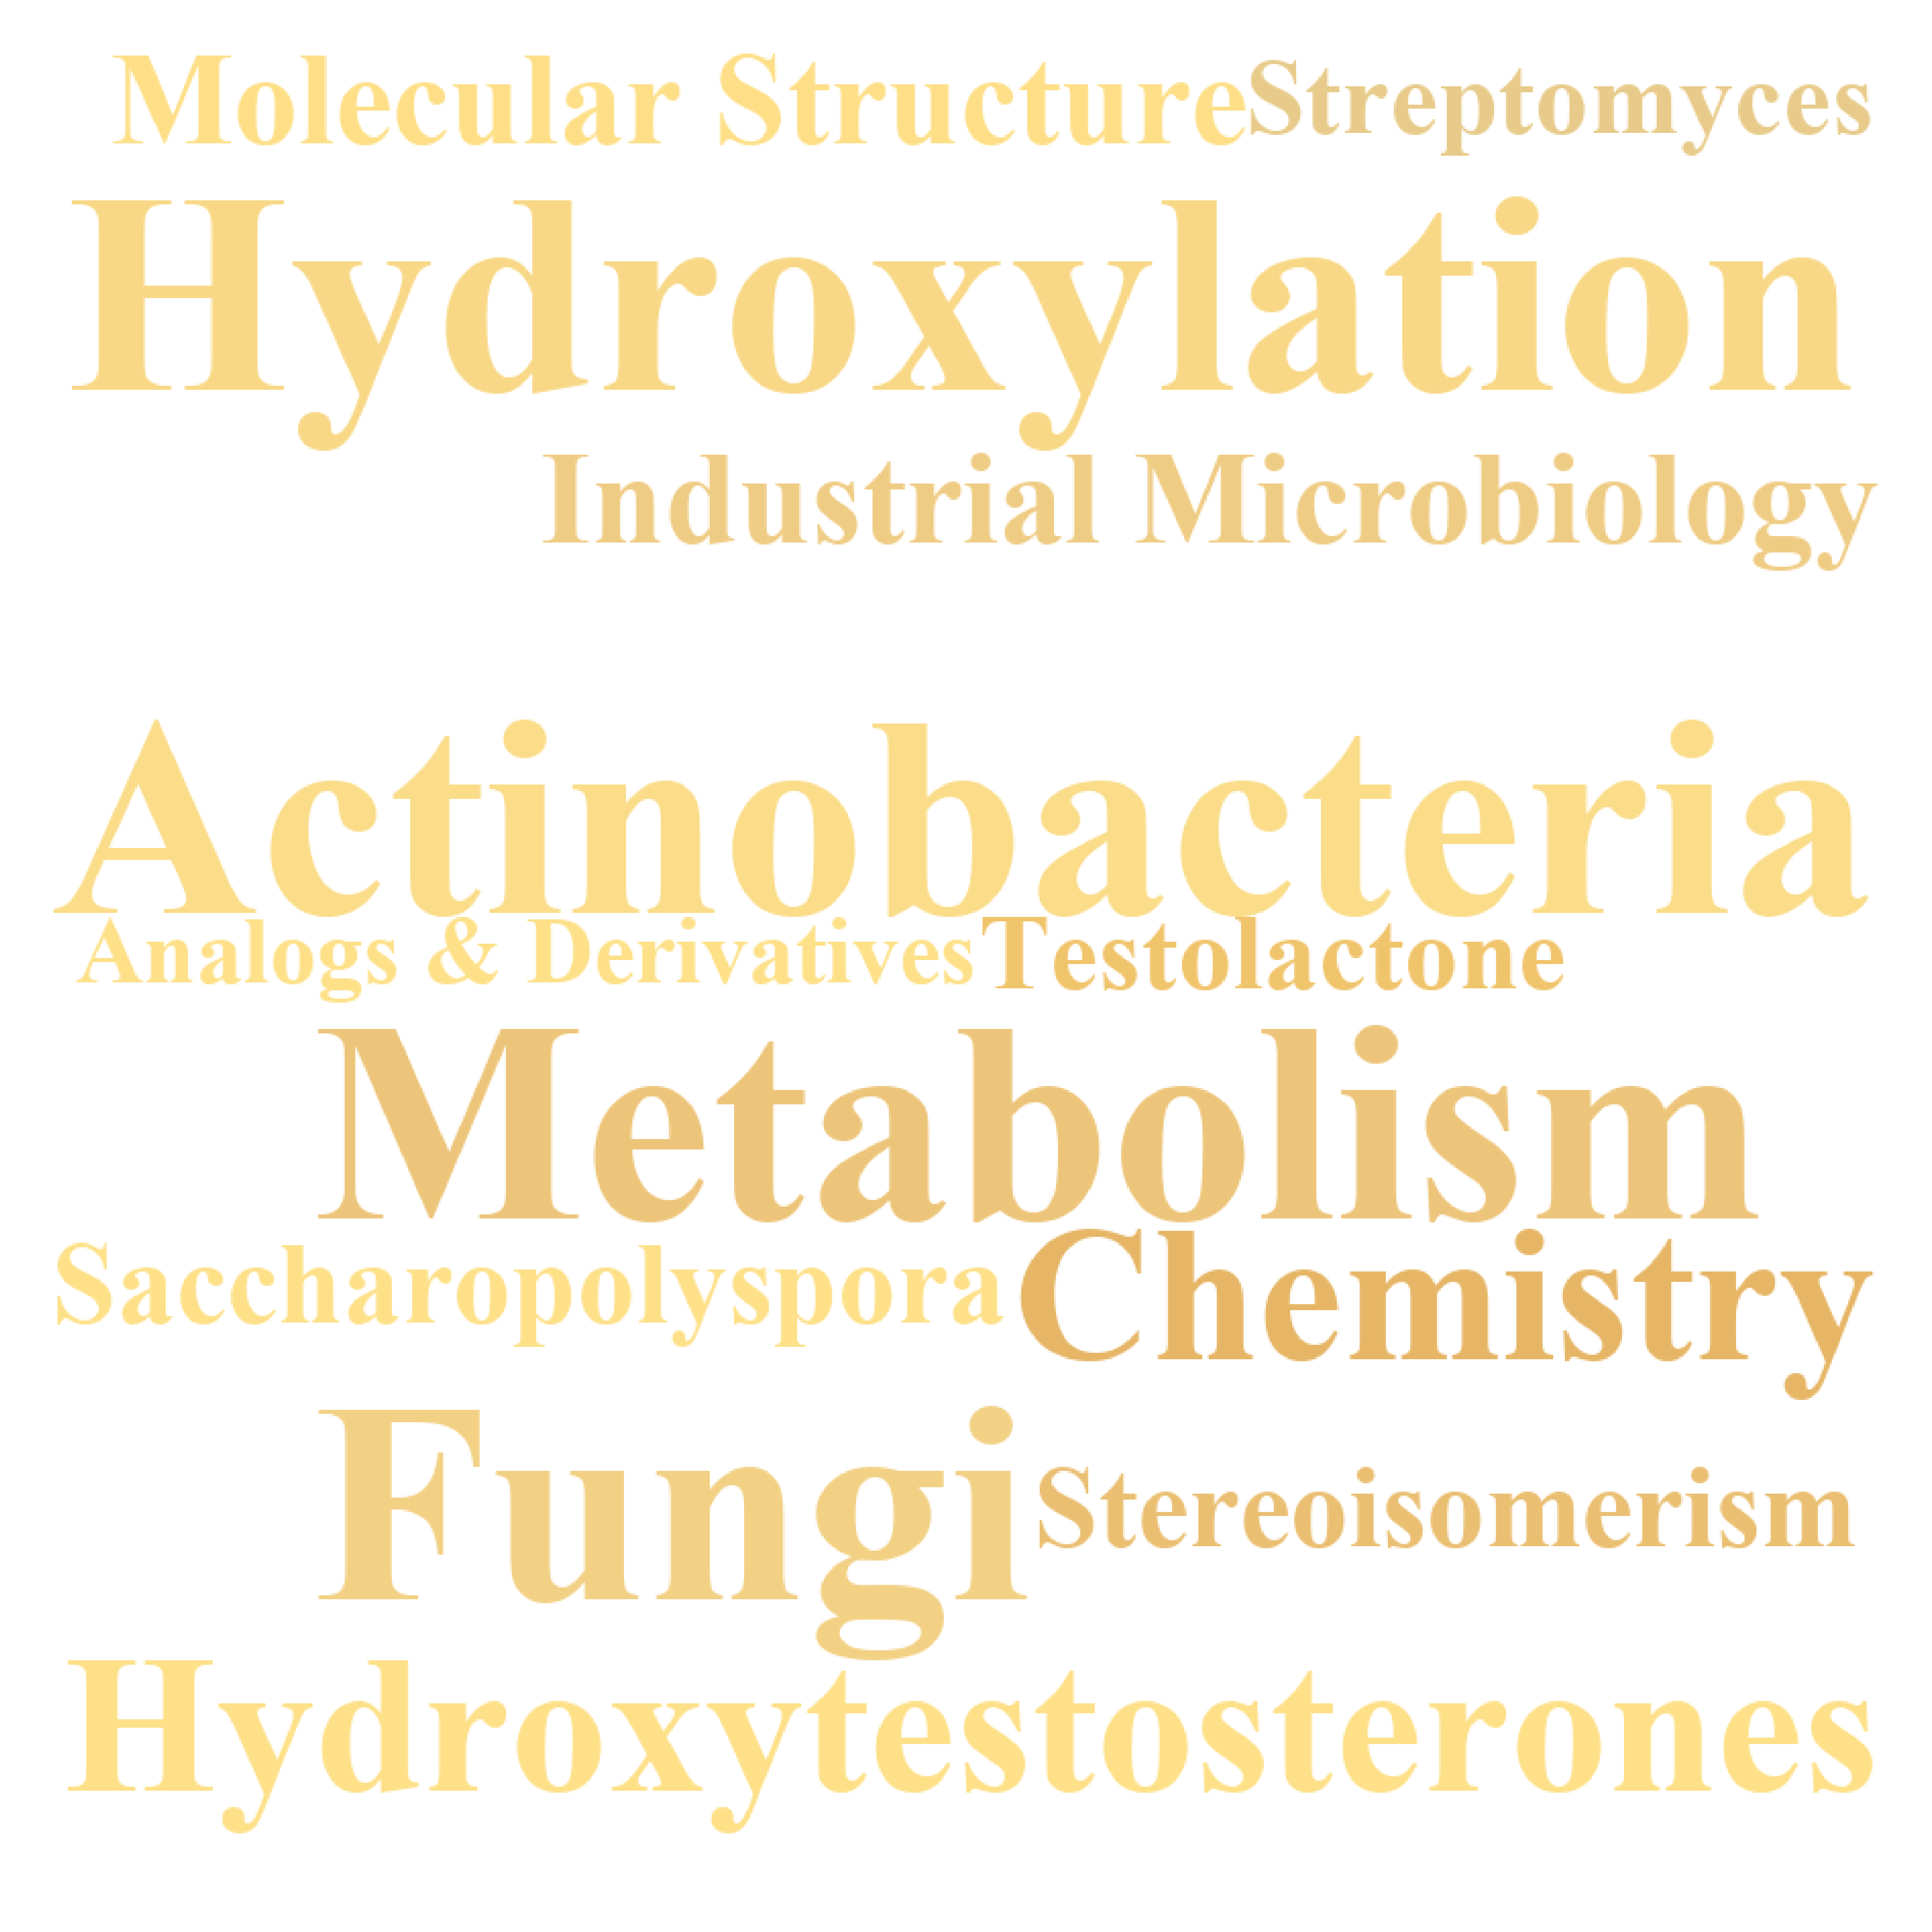 Molecular Structure Streptomyces
Hydroxylation
Industrial Microbiology
Actinobacteria
Analogs & Derivatives Testolactone
Metabolism
Saccharopolyspora Chemistry
Fungi Stereoisomerism
Hydroxytestosterones